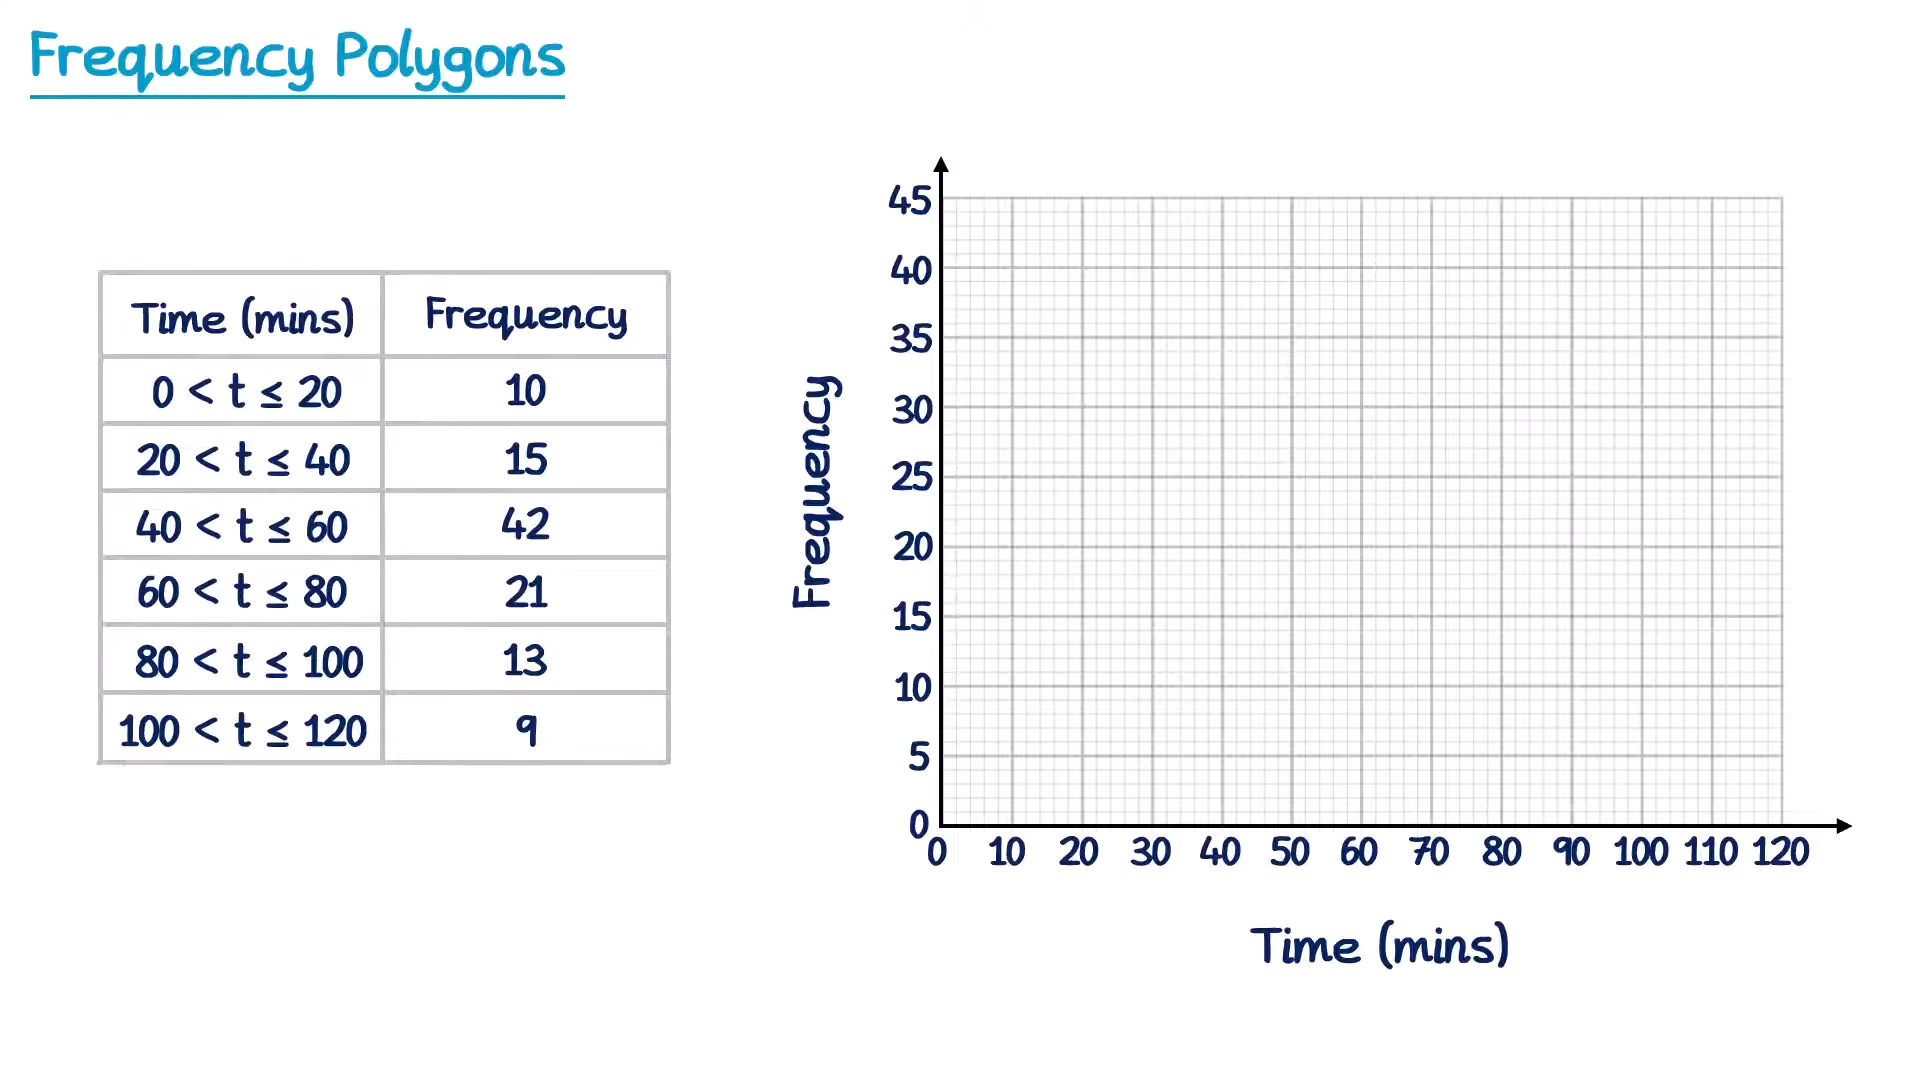 Frequency Polygons
Time (mins) Frequency
0 < t ≤ 20 10
20 < t ≤ 40 15
40 < t ≤ 60 42
60 < t ≤ 80 21
80 < t ≤ 100 13
100 < t ≤ 120 9
Frequency
45
40
35
30
25
20
15
10
5
0
0 10 20 30 40 50 60 70 80 90 100 110 120
Time (mins)